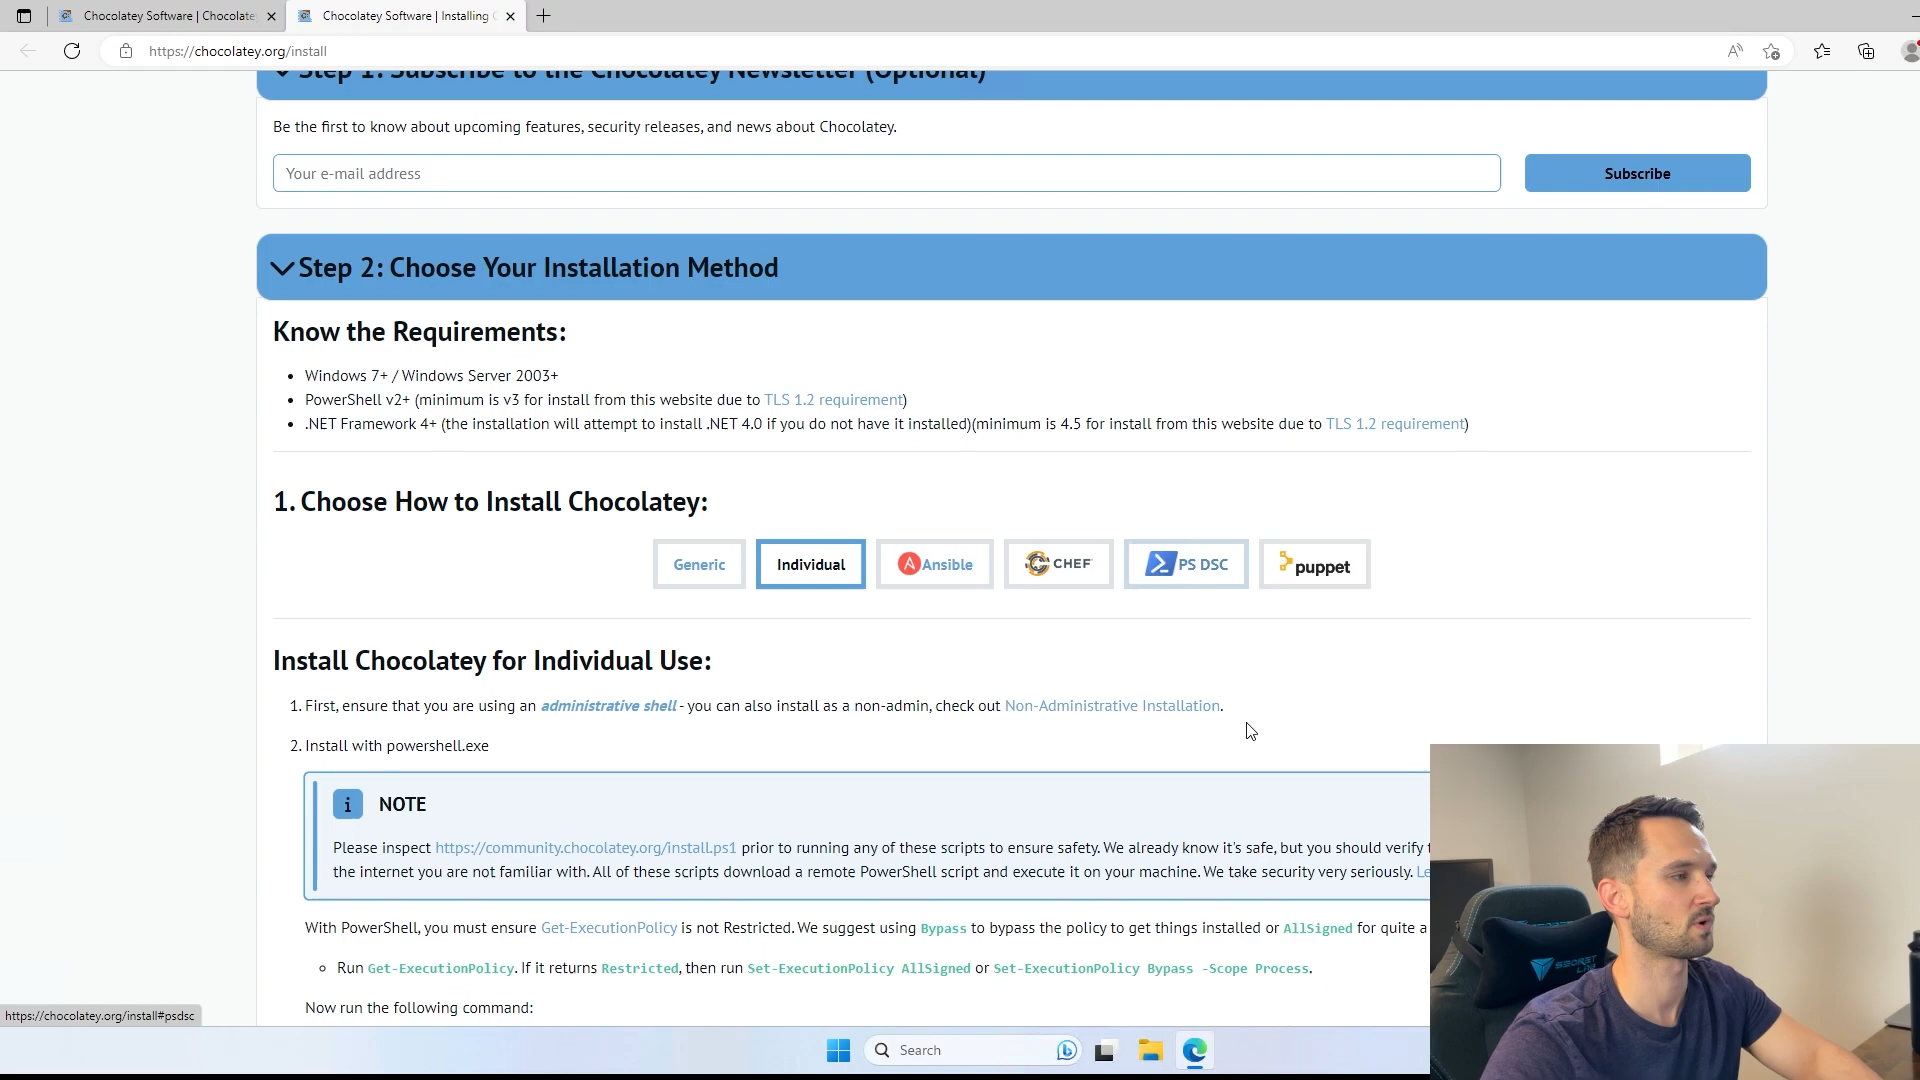 Chocolatey Software | Chocolate
Chocolatey Software | Installing
https://chocolatey.org/install
Step 1: Subscribe to the Chocolatey Newsletter (Optional)
Be the first to know about upcoming features, security releases, and news about Chocolatey.
Your e-mail address
Subscribe
Step 2: Choose Your Installation Method
Know the Requirements:
• Windows 7+ / Windows Server 2003+
• PowerShell v2+ (minimum is v3 for install from this website due to TLS 1.2 requirement)
• .NET Framework 4+ (the installation will attempt to install .NET 4.0 if you do not have it installed)(minimum is 4.5 for install from this website due to TLS 1.2 requirement)
1. Choose How to Install Chocolatey:
Generic Individual Ansible CHEF PS DSC puppet
Install Chocolatey for Individual Use:
1. First, ensure that you are using an administrative shell - you can also install as a non-admin, check out Non-Administrative Installation.
2. Install with powershell.exe
i NOTE
Please inspect https://community.chocolatey.org/install.ps1 prior to running any of these scripts to ensure safety. We already know it's safe, but you should verify
the internet you are not familiar with. All of these scripts download a remote PowerShell script and execute it on your machine. We take security very seriously. Le
With PowerShell, you must ensure Get-ExecutionPolicy is not Restricted. We suggest using Bypass to bypass the policy to get things installed or AllSigned for quite a
Run Get-ExecutionPolicy. If it returns Restricted, then run Set-ExecutionPolicy AllSigned or Set-ExecutionPolicy Bypass -Scope Process.
Now run the following command:
https://chocolatey.org/install#psdsc
Search
SECRETLAB